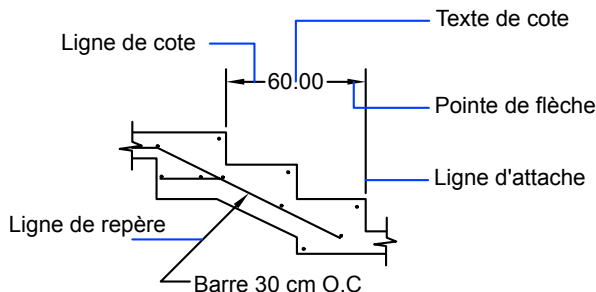 Texte de cote
Ligne de cote
60.00
Pointe de flèche
Ligne d'attache
Ligne de repère
Barre 30 cm O.C